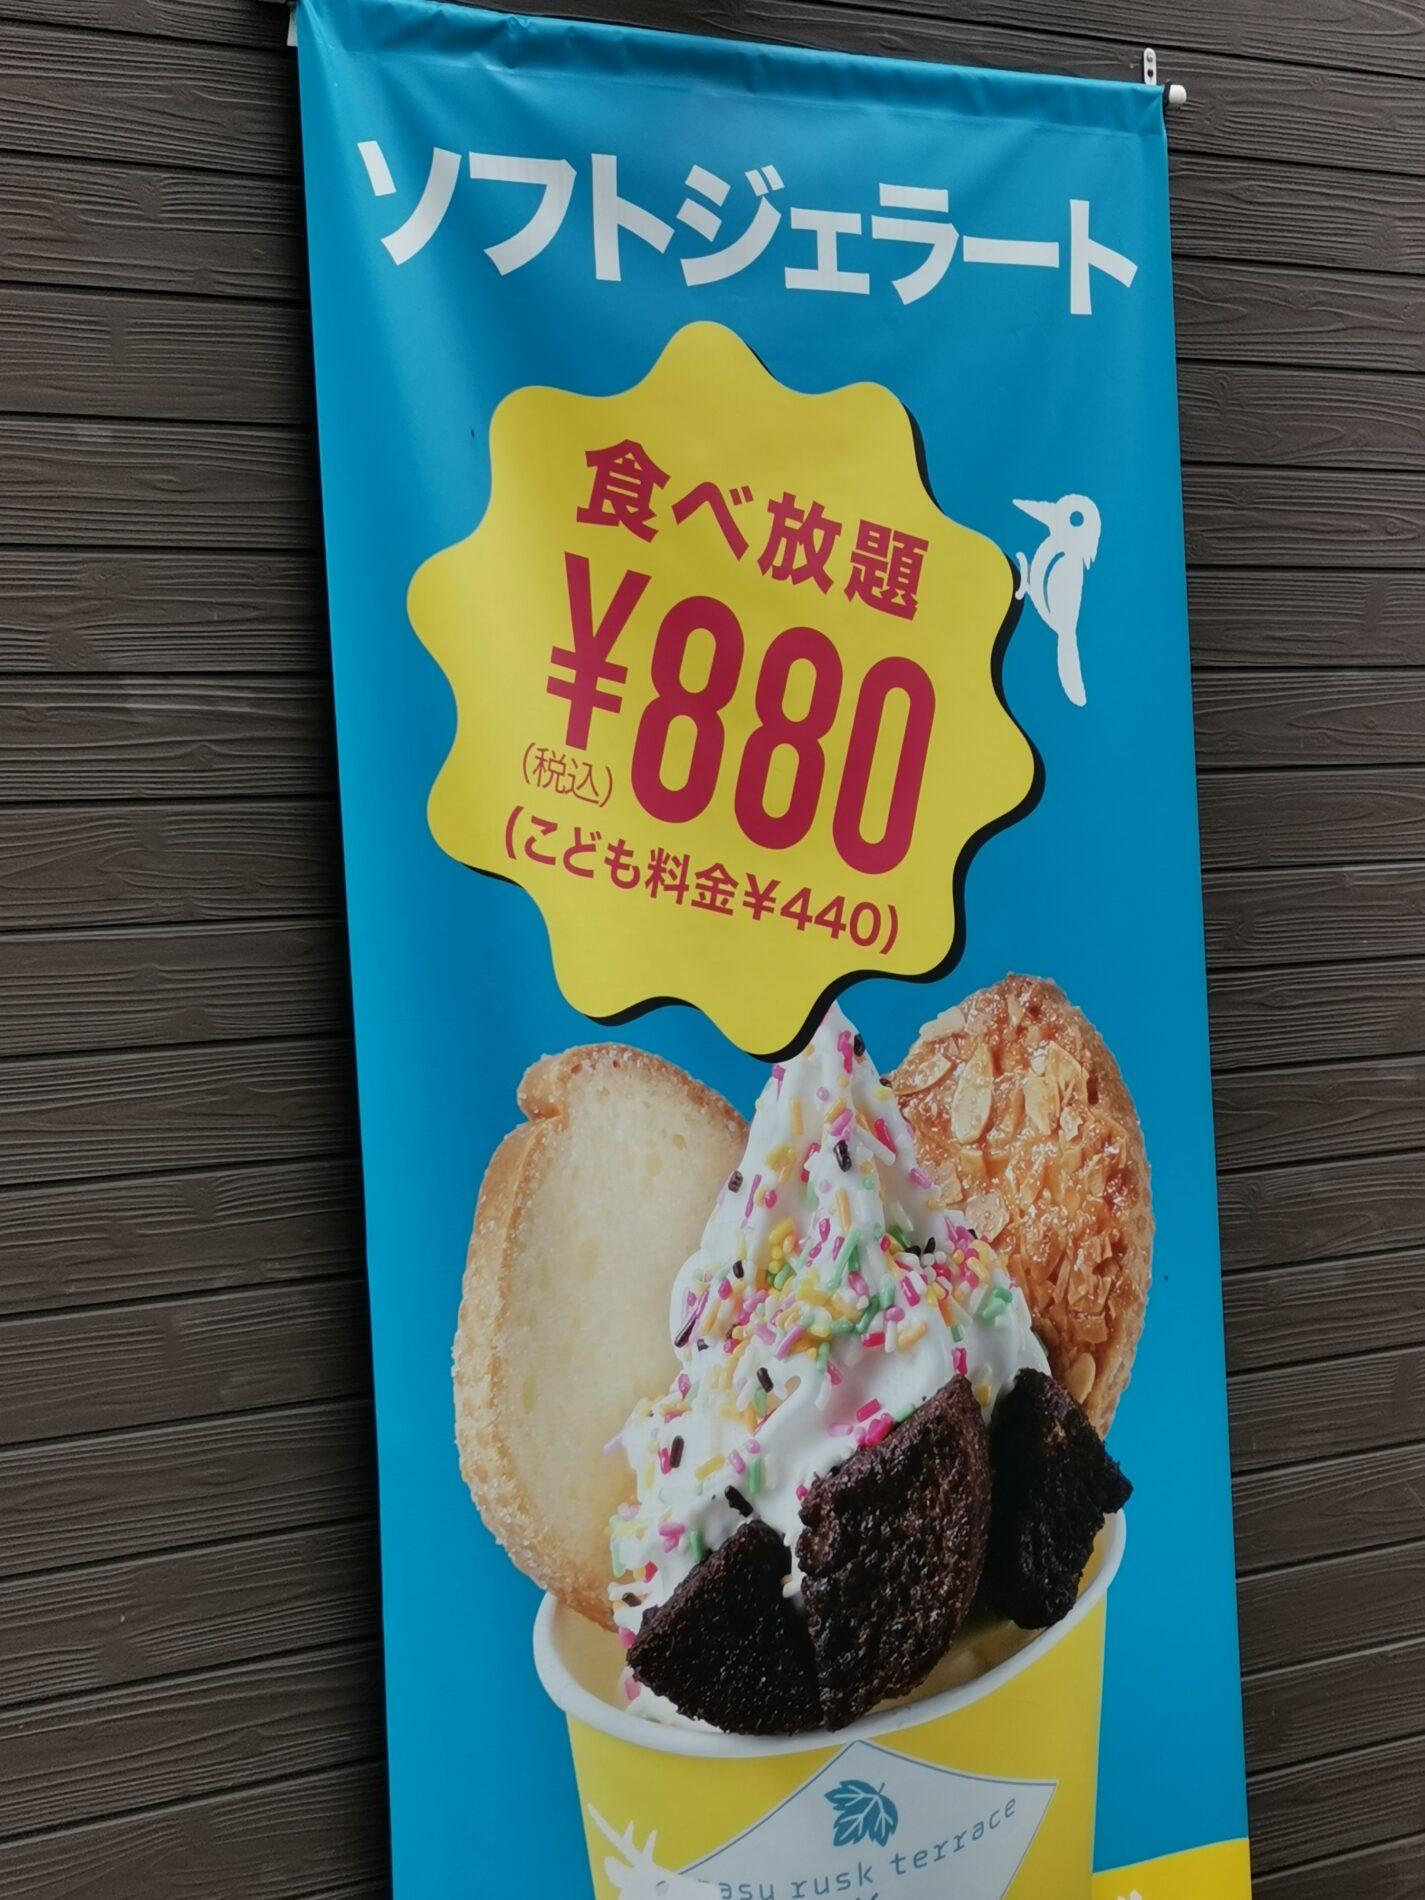 ソフトジェラート
食べ放題
¥880
(税込)
(こども料金¥440)
rusk terrace